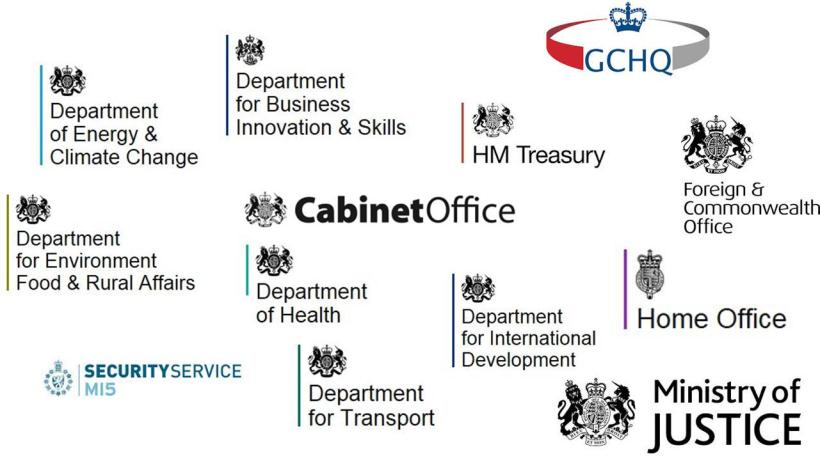 GCHQ
Department
for Business
Innovation & Skills
Department
of Energy &
Climate Change
HM Treasury
Foreign &
Commonwealth
Office
Department
for Environment
Food & Rural Affairs
CabinetOffice
Department
of Health
Home Office
Department
for International
Development
SECURITYSERVICE
MI5
Department
for Transport
Ministry of
JUSTICE